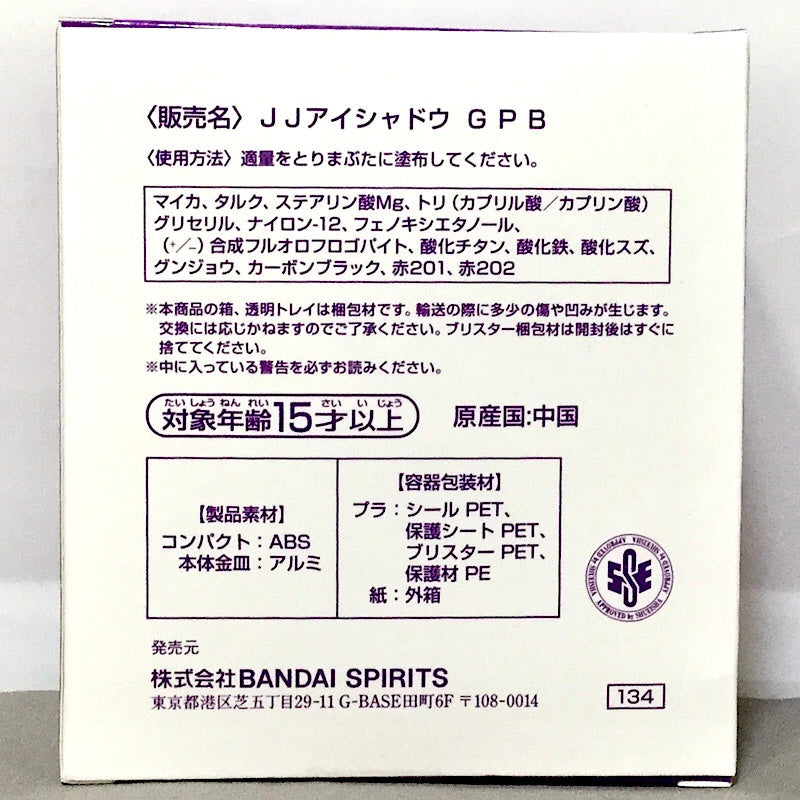 〈販売名〉ＪＪアイシャドウ ＧＰＢ
〈使用方法〉適量をとりまぶたに塗布してください。
マイカ、タルク、ステアリン酸Mg、トリ（カプリル酸／カプリン酸）
グリセリル、ナイロン-12、フェノキシエタノール、
（+／−）合成フルオロフロゴパイト、酸化チタン、酸化鉄、酸化スズ、
グンジョウ、カーボンブラック、赤201、赤202
※本商品の箱、透明トレイは梱包材です。輸送の際に多少の傷や凹みが生じます。
交換には応じかねますのでご了承ください。ブリスター梱包材は開封後はすぐに
捨ててください。
※中に入っている警告を必ずお読みください。
たい しょう ねん れい さい い じょう
対象年齢15才以上
原産国:中国
【製品素材】
コンパクト：ABS
本体金皿：アルミ
【容器包装材】
プラ：シール PET、
保護シート PET、
ブリスター PET、
保護材 PE
紙：外箱
SSE
APPROVED by SHUEISHA
発売元
株式会社BANDAI SPIRITS
東京都港区芝五丁目29-11 G-BASE田町6F 〒108-0014
134